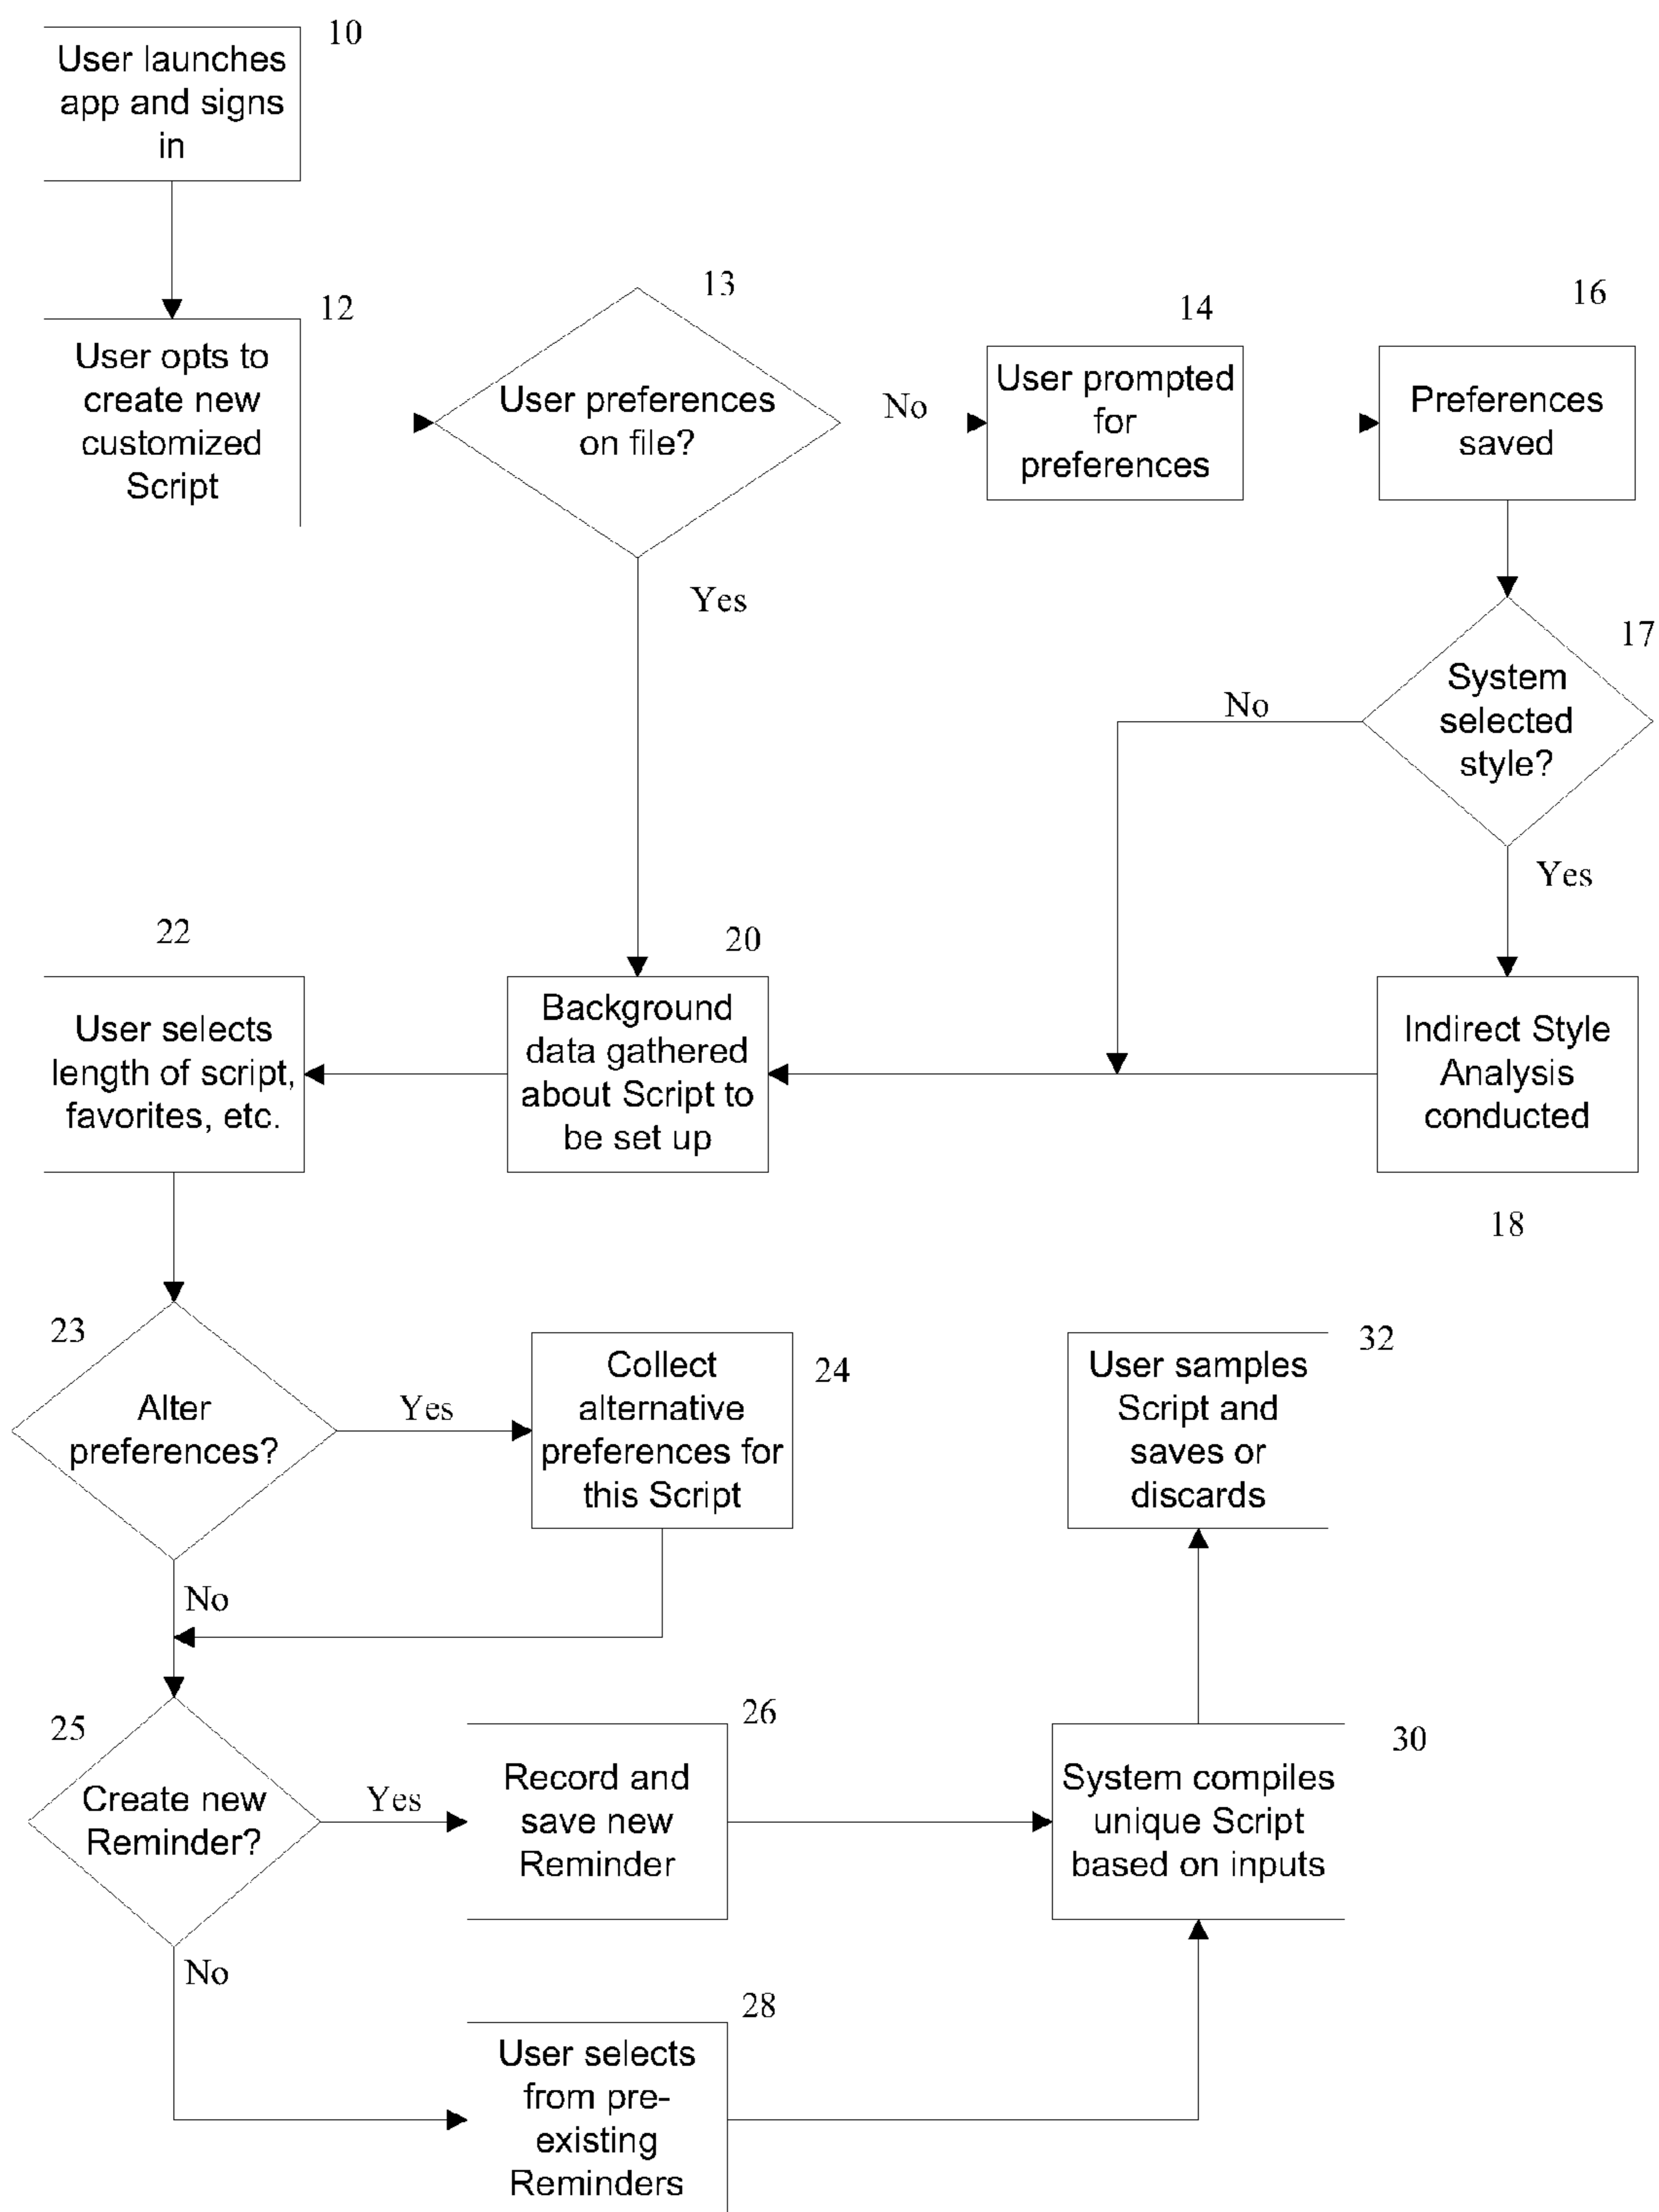 10
User launches
app and signs
in
12
User opts to
create new
customized
Script
13
User preferences
on file?
No
Yes
14
User prompted
for
preferences
16
Preferences
saved
17
System
selected
style?
No
Yes
18
Indirect Style
Analysis
conducted
20
Background
data gathered
about Script to
be set up
22
User selects
length of script,
favorites, etc.
23
Alter
preferences?
Yes
No
24
Collect
alternative
preferences for
this Script
25
Create new
Reminder?
Yes
No
26
Record and
save new
Reminder
28
User selects
from pre-
existing
Reminders
30
System compiles
unique Script
based on inputs
32
User samples
Script and
saves or
discards